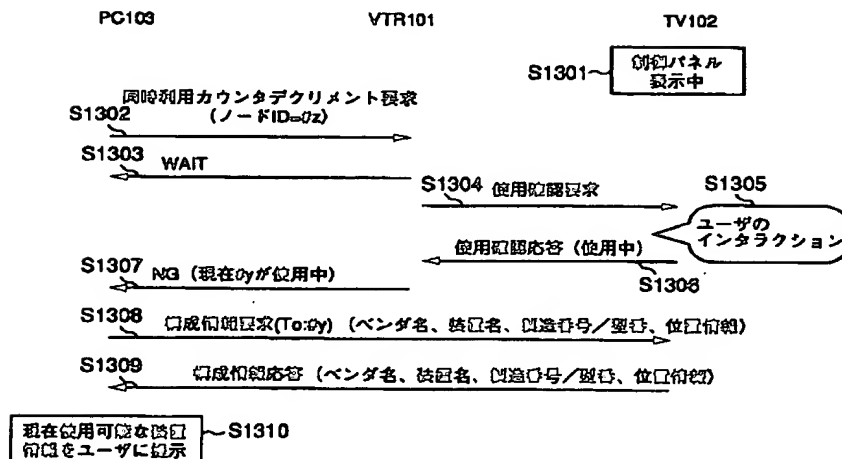 PC103
VTR101
TV102
S1301
制御パネル
表示中
同時利用カウンタデクリメント要求
S1302
(ノードID=#z)
S1303
WAIT
S1304
使用確認要求
S1305
ユーザの
インタラクション
使用確認応答 (使用中)
S1306
S1307
NG (現在#yが使用中)
S1308
構成情報要求(To:#y) (ベンダ名、装置名、製造番号/型番、位置情報)
S1309
構成情報応答 (ベンダ名、装置名、製造番号/型番、位置情報)
現在使用可能な装置
情報をユーザに提示
S1310